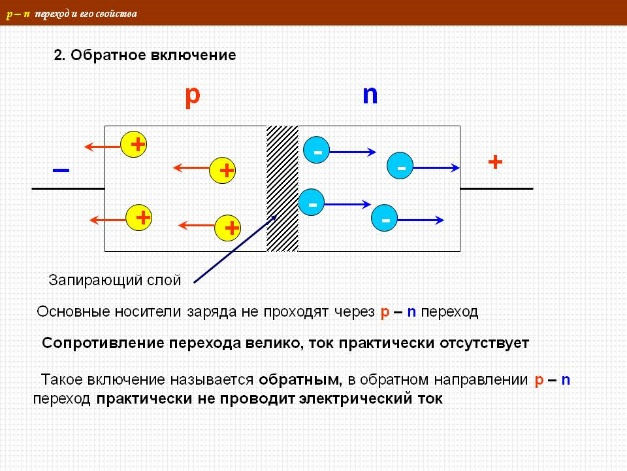 p – n переход и его свойства
2. Обратное включение
p n
+ + - -
– +
+ + - -
Запирающий слой
Основные носители заряда не проходят через p – n переход
Сопротивление перехода велико, ток практически отсутствует
Такое включение называется обратным, в обратном направлении p – n
переход практически не проводит электрический ток